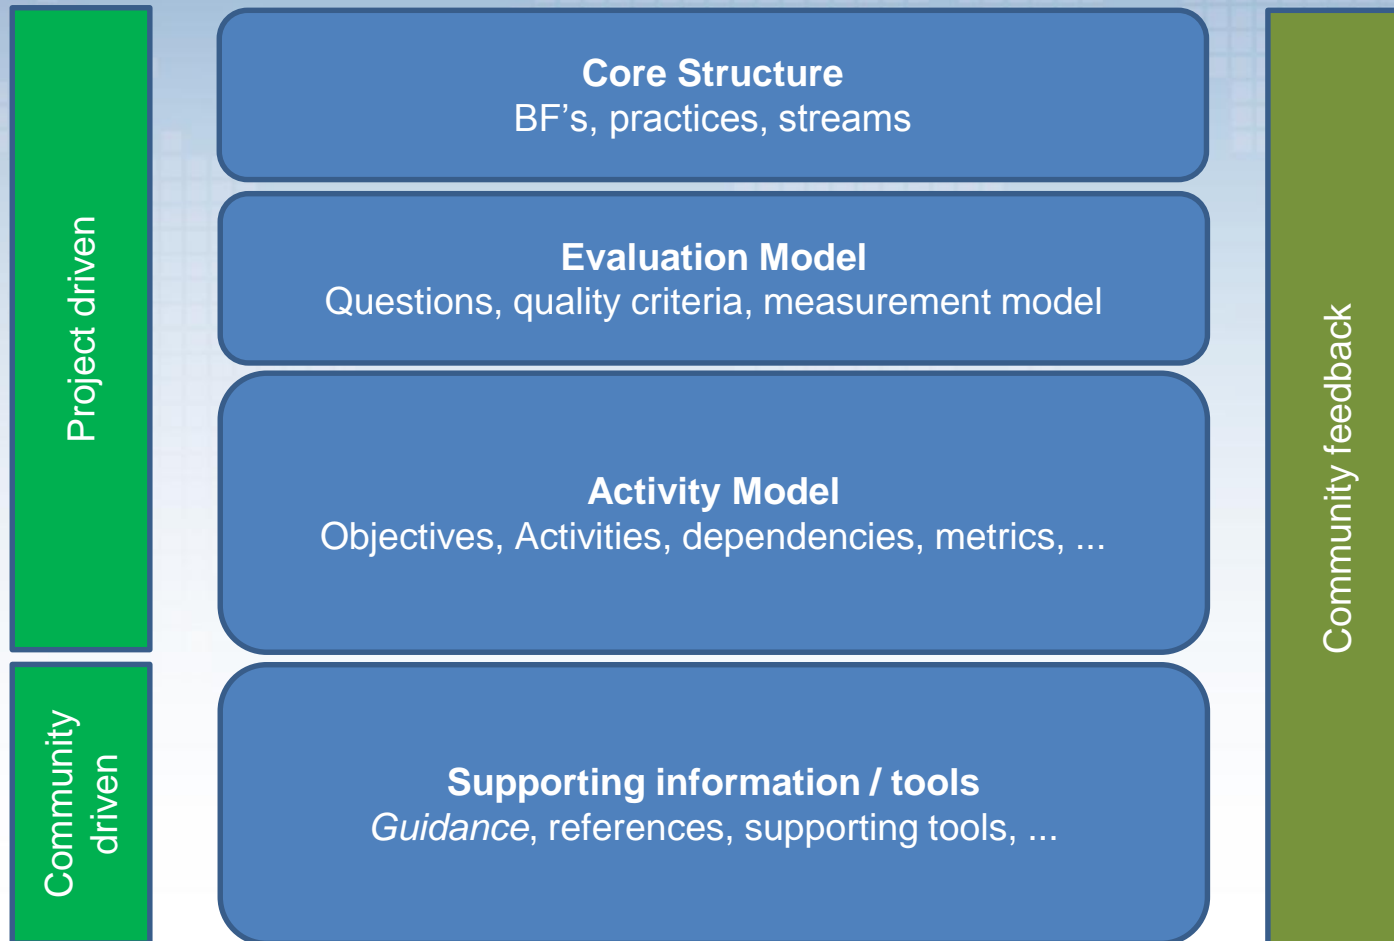 Project driven
Core Structure
BF’s, practices, streams
Evaluation Model
Questions, quality criteria, measurement model
Activity Model
Objectives, Activities, dependencies, metrics, ...
Community
driven
Supporting information / tools
Guidance, references, supporting tools, ...
Community feedback